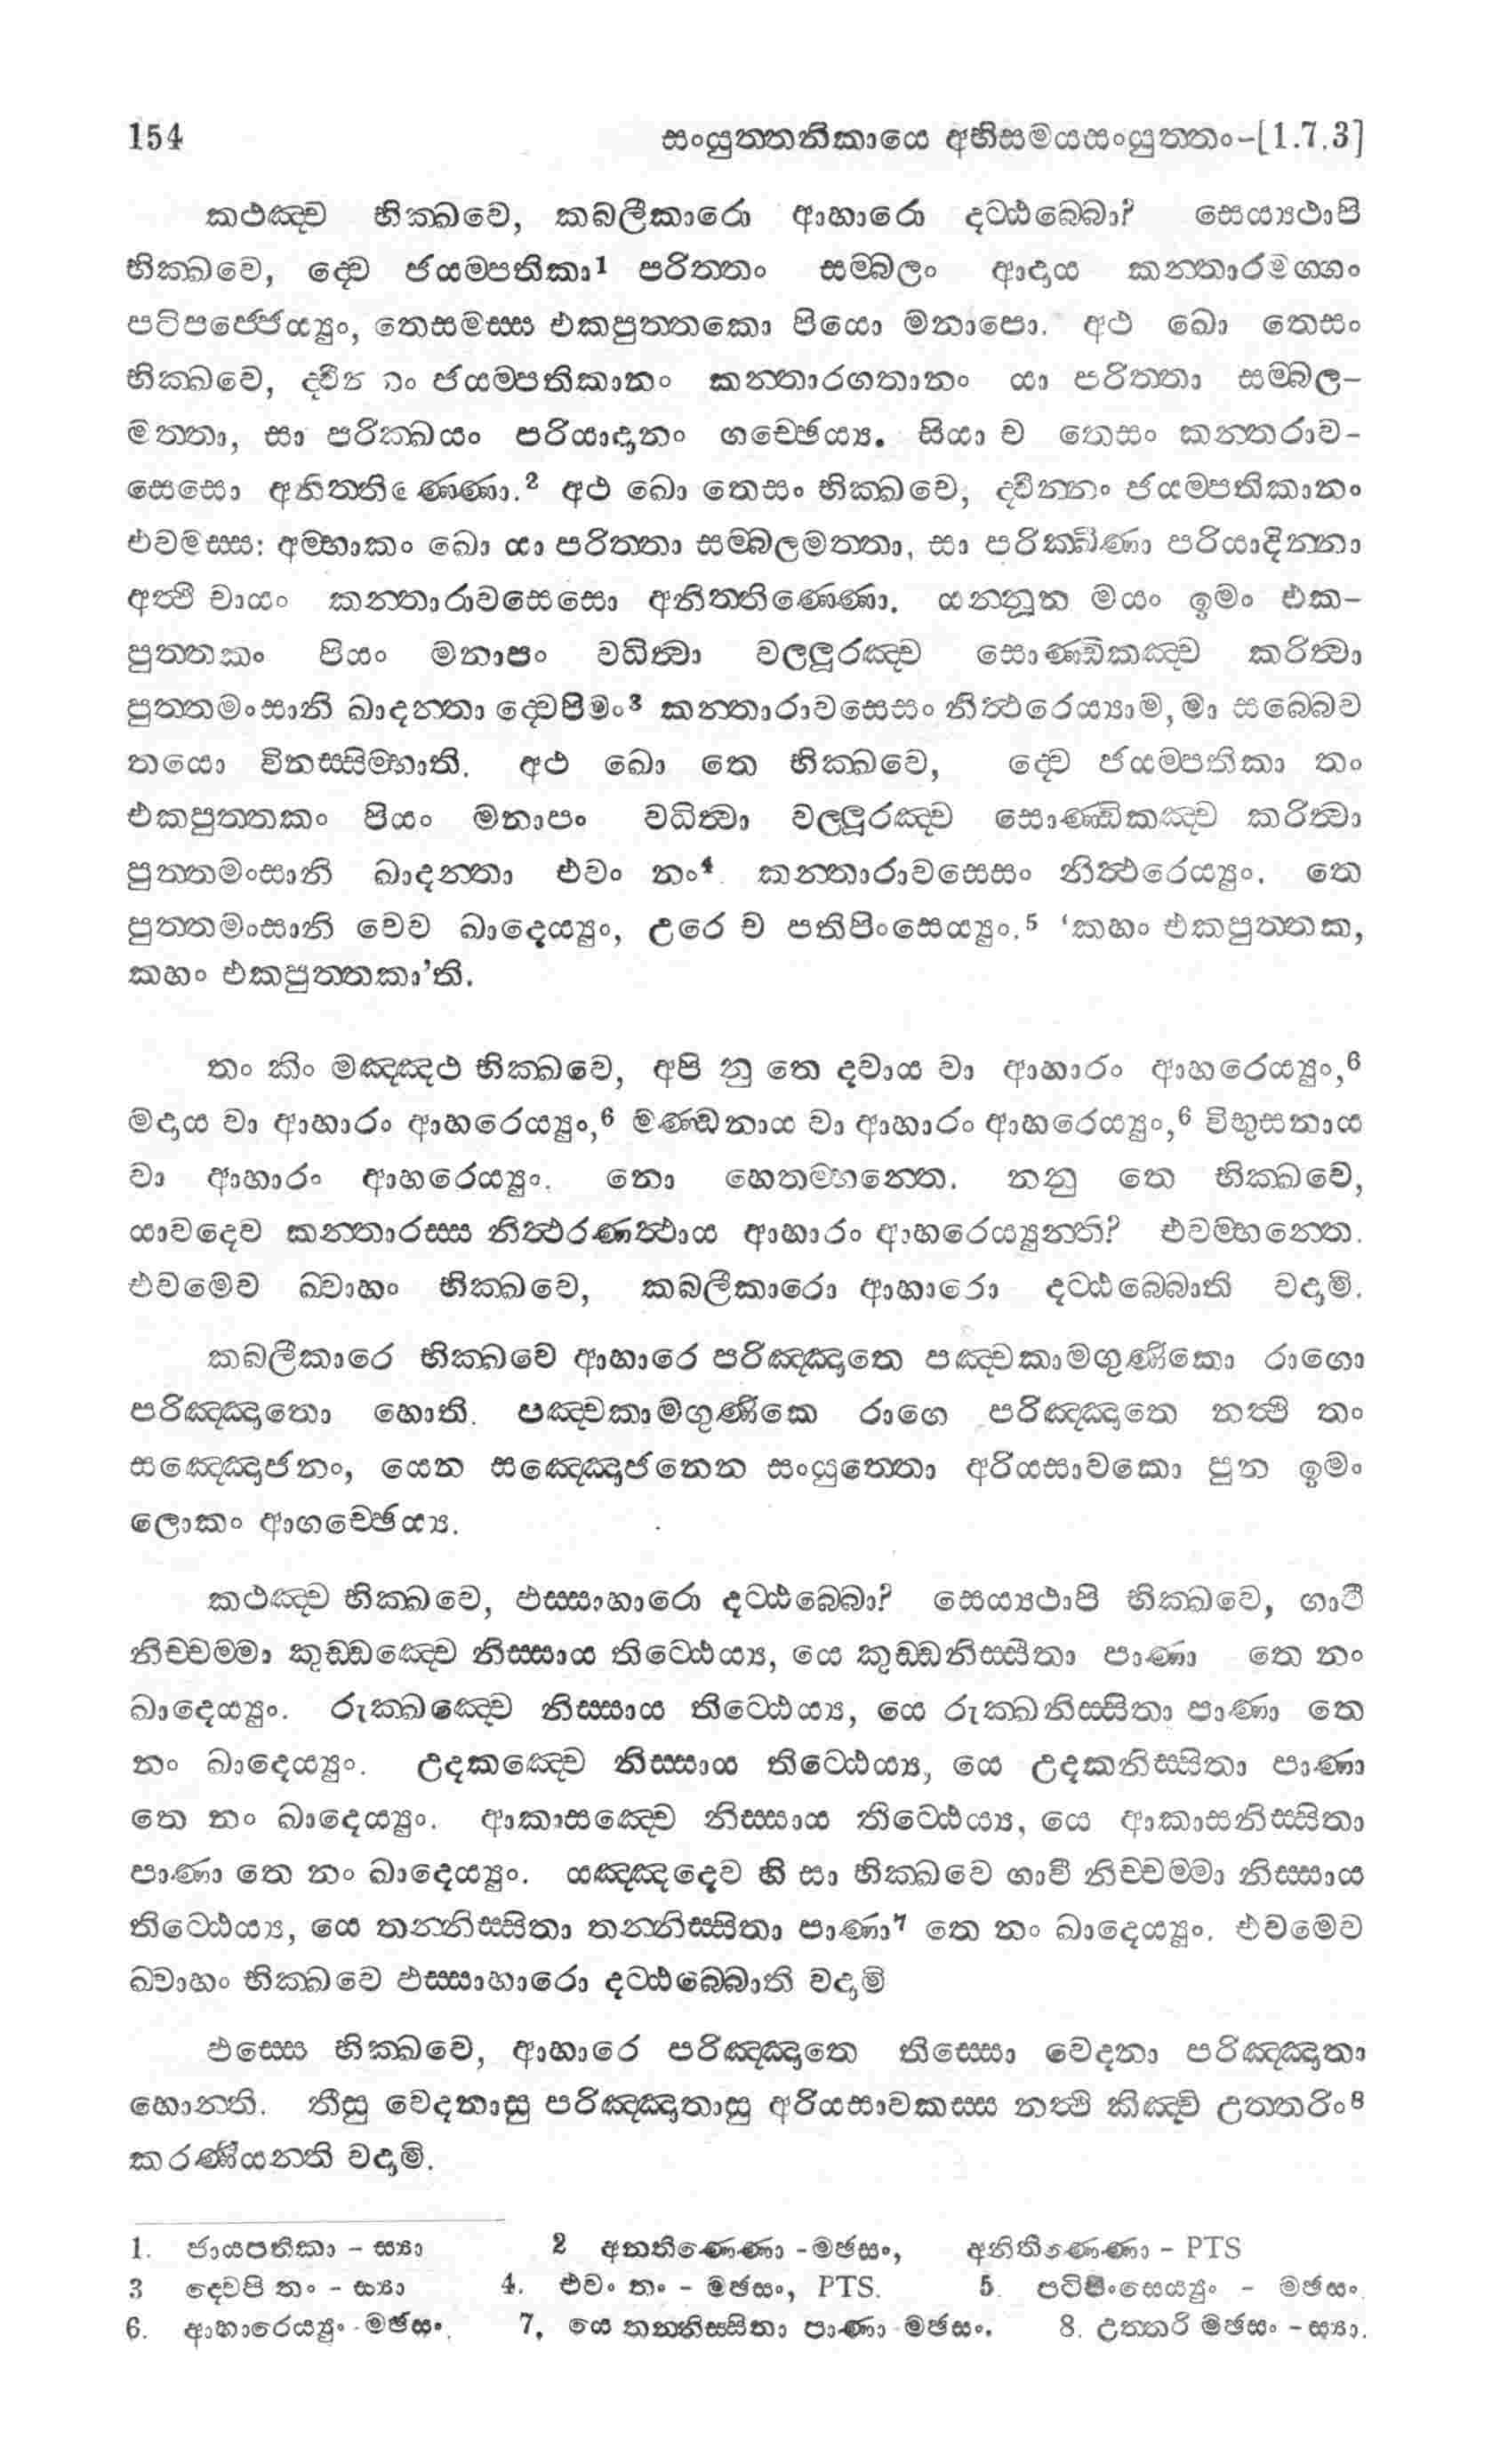 154 සංයුත්තනිකායෙ අභිසමයසංයුත්තං-[1.7.3]
කථඤ්ච භික්ඛවෙ, කබලීකාරො ආහාරො දට්ඨබ්බො? සෙය්‍යථාපි
භික්ඛවෙ, ද්වෙ ජයම්පතිකා1 පරිත්තං සම්බලං ආදාය කන්තාරමග්ගං
පටිපජ්ජෙය්‍යුං, තෙසමස්ස එකපුත්තකො පියො මනාපො. අථ ඛො තෙසං
භික්ඛවෙ, ද්වින්නං ජයම්පතිකානං කන්තාරගතානං යා පරිත්තා සම්බල-
මත්තා, සා පරික්ඛයං පරියාදානං ගච්ඡෙය්‍ය. සියා ච තෙසං කන්තරාව-
සෙසො අනිත්තිණ්ණො.2 අථ ඛො තෙසං භික්ඛවෙ, ද්වින්නං ජයම්පතිකානං
එවමස්ස: අම්හාකං ඛො යා පරිත්තා සම්බලමත්තා, සා පරික්ඛීණා පරියාදින්නා
අත්ථි චායං කන්තාරාවසෙසො අනිත්තිණ්ණො. යන්නූන මයං ඉමං එක-
පුත්තකං පියං මනාපං වධිත්වා වල්ලූරඤ්ච සොණ්ඩිකඤ්ච කරිත්වා
පුත්තමංසානි ඛාදන්තා ද්වෙපිමං3 කන්තාරාවසෙසං නිත්ථරෙය්‍යාම, මා සබ්බෙව
තයො විනස්සිම්හාති. අථ ඛො තෙ භික්ඛවෙ, ද්වෙ ජයම්පතිකා තං
එකපුත්තකං පියං මනාපං වධිත්වා වල්ලූරඤ්ච සොණ්ඩිකඤ්ච කරිත්වා
පුත්තමංසානි ඛාදන්තා එවං නං4 කන්තාරාවසෙසං නිත්ථරෙය්‍යුං. තෙ
පුත්තමංසානි චෙව ඛාදෙය්‍යුං, උරෙ ච පතිපිංසෙය්‍යුං.5 ‘කහං එකපුත්තක,
කහං එකපුත්තකා’ති.
තං කිං මඤ්ඤථ භික්ඛවෙ, අපි නු තෙ දවාය වා ආහාරං ආහරෙය්‍යුං,6
මදාය වා ආහාරං ආහරෙය්‍යුං,6 මණ්ඩනාය වා ආහාරං ආහරෙය්‍යුං,6 විභුසනාය
වා ආහාරං ආහරෙය්‍යුං. නො හෙතම්භන්තෙ. නනු තෙ භික්ඛවෙ,
යාවදෙව කන්තාරස්ස නිත්ථරණත්ථාය ආහාරං ආහරෙය්‍යුන්ති? එවම්භන්තෙ.
එවමෙව ඛ්වාහං භික්ඛවෙ, කබලීකාරො ආහාරො දට්ඨබ්බොති වදාමි.
කබලීකාරෙ භික්ඛවෙ ආහාරෙ පරිඤ්ඤාතෙ පඤ්චකාමගුණිකො රාගො
පරිඤ්ඤාතො හොති. පඤ්චකාමගුණිකෙ රාගෙ පරිඤ්ඤාතෙ නත්ථි තං
සඤ්ඤොජනං, යෙන සඤ්ඤොජනෙන සංයුත්තො අරියසාවකො පුන ඉමං
ලොකං ආගච්ඡෙය්‍ය.
කථඤ්ච භික්ඛවෙ, ඵස්සාහාරො දට්ඨබ්බො? සෙය්‍යථාපි භික්ඛවෙ, ගාවී
නිච්චම්මා කුඩ්ඩඤ්චෙ නිස්සාය තිට්ඨෙය්‍ය, යෙ කුඩ්ඩනිස්සිතා පාණා තෙ නං
ඛාදෙය්‍යුං. රුක්ඛඤ්චෙ නිස්සාය තිට්ඨෙය්‍ය, යෙ රුක්ඛනිස්සිතා පාණා තෙ
නං ඛාදෙය්‍යුං. උදකඤ්චෙ නිස්සාය තිට්ඨෙය්‍ය, යෙ උදකනිස්සිතා පාණා
තෙ නං ඛාදෙය්‍යුං. ආකාසඤ්චෙ නිස්සාය තිට්ඨෙය්‍ය, යෙ ආකාසනිස්සිතා
පාණා තෙ නං ඛාදෙය්‍යුං. යඤ්ඤදෙව හි සා භික්ඛවෙ ගාවී නිච්චම්මා නිස්සාය
තිට්ඨෙය්‍ය, යෙ තන්නිස්සිතා තන්නිස්සිතා පාණා7 තෙ නං ඛාදෙය්‍යුං. එවමෙව
ඛ්වාහං භික්ඛවෙ ඵස්සාහාරො දට්ඨබ්බොති වදාමි
ඵස්සෙ භික්ඛවෙ, ආහාරෙ පරිඤ්ඤාතෙ තිස්සො වෙදනා පරිඤ්ඤාතා
හොන්ති. තීසු වෙදනාසු පරිඤ්ඤාතාසු අරියසාවකස්ස නත්ථි කිඤ්චි උත්තරිං8
කරණීයන්ති වදාමි.
1. ජායපතිකා - ස්‍යා 2 අනතිණ්ණො - මඡසං, අනිතිණ්ණො - PTS
3 ද්වෙපි තං - ස්‍යා 4. එවං තං - මඡසං, PTS. 5. පටිපිංසෙය්‍යුං - මඡසං.
6. ආහාරෙය්‍යුං - මඡසං. 7, යෙ තන්නිස්සිතා පාණා - මඡසං. 8. උත්තරි මඡසං - ස්‍යා.